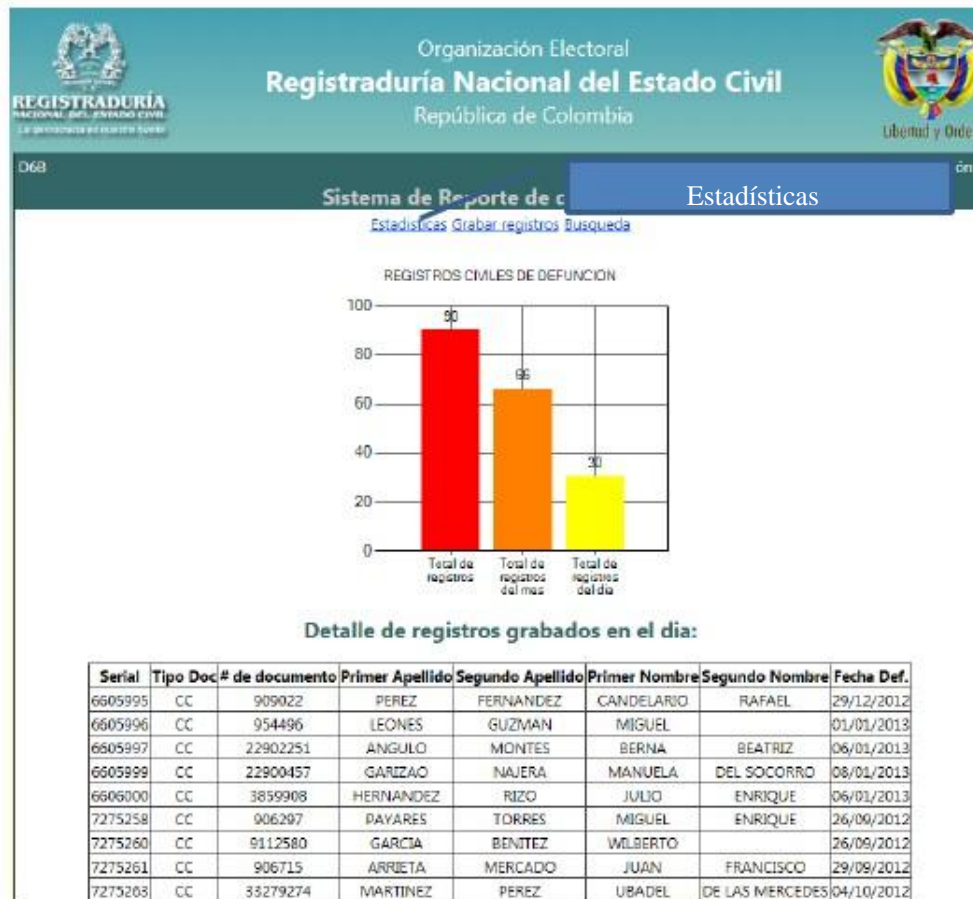 Organización Electoral
Registraduría Nacional del Estado Civil
República de Colombia
REGISTRADURÍA
NACIONAL DEL ESTADO CIVIL
Libertad y Orde
D6B
ón
Sistema de Reporte de c
Estadísticas
Estadisticas Grabar registros Busqueda
REGISTROS CIVILES DE DEFUNCION
100
90
80
66
60
40
30
20
0
Total de registros
Total de registros del mes
Total de registros del dia
Detalle de registros grabados en el dia:
Serial Tipo Doc # de documento Primer Apellido Segundo Apellido Primer Nombre Segundo Nombre Fecha Def.
6605995 CC 909022 PEREZ FERNANDEZ CANDELARIO RAFAEL 29/12/2012
6605996 CC 954496 LEONES GUZMAN MIGUEL 01/01/2013
6605997 CC 22902251 ANGULO MONTES BERNA BEATRIZ 06/01/2013
6605999 CC 22900457 GARIZAO NAJERA MANUELA DEL SOCORRO 08/01/2013
6606000 CC 3859908 HERNANDEZ RIZO JULIO ENRIQUE 06/01/2013
7275258 CC 906297 PAYARES TORRES MIGUEL ENRIQUE 26/09/2012
7275260 CC 9112580 GARCIA BENITEZ WILBERTO 26/09/2012
7275261 CC 906715 ARRIETA MERCADO JUAN FRANCISCO 29/09/2012
7275263 CC 33279274 MARTINEZ PEREZ UBADEL DE LAS MERCEDES 04/10/2012